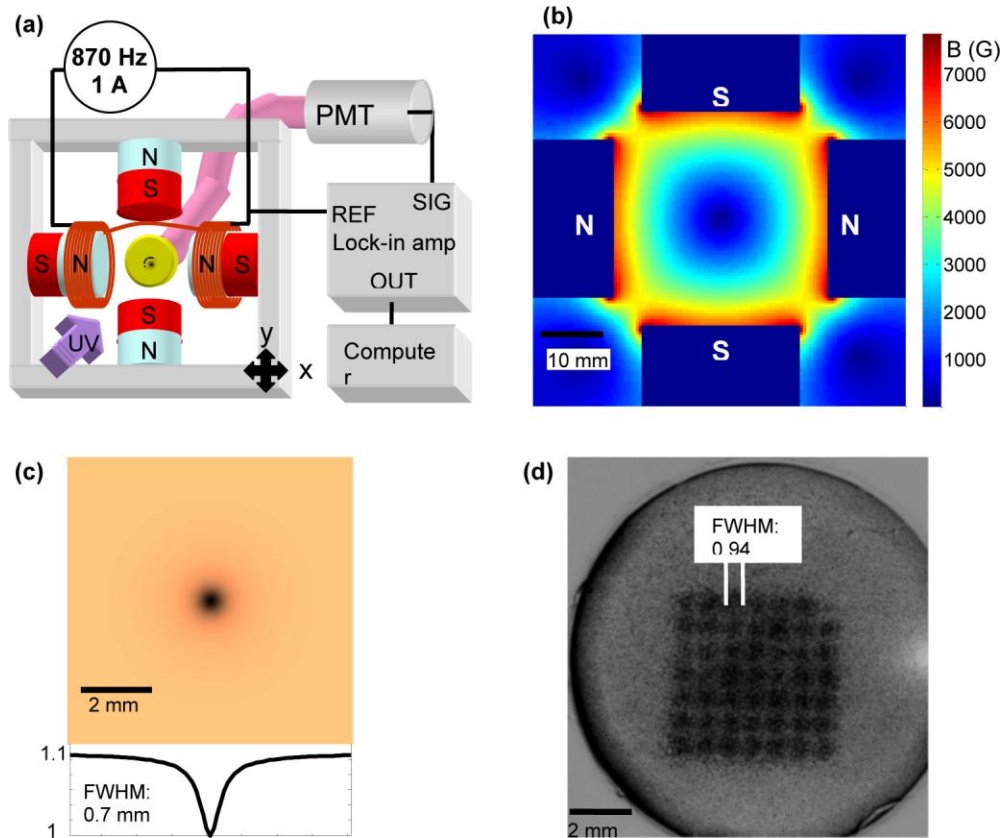 (a)
870 Hz
1 A
PMT
N
S
S N
N S
S
N
UV
y
x
REF
SIG
Lock-in amp
OUT
Compute
r
(b)
B (G)
S
N
N
S
10 mm
7000
6000
5000
4000
3000
2000
1000
(c)
2 mm
1.1
FWHM:
0.7 mm
1
(d)
FWHM:
0.94
2 mm